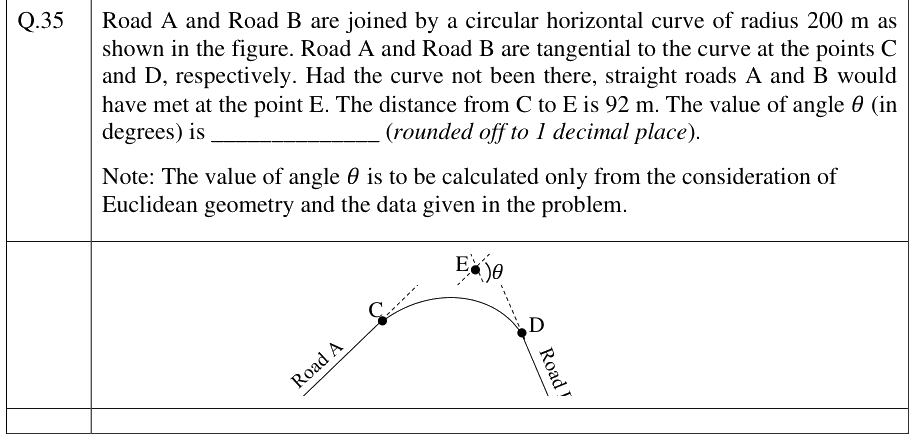 Q.35 Road A and Road B are joined by a circular horizontal curve of radius 200 m as
shown in the figure. Road A and Road B are tangential to the curve at the points C
and D, respectively. Had the curve not been there, straight roads A and B would
have met at the point E. The distance from C to E is 92 m. The value of angle θ (in
degrees) is _______________ (rounded off to 1 decimal place).
Note: The value of angle θ is to be calculated only from the consideration of
Euclidean geometry and the data given in the problem.
E )θ
C
D
Road A
Road